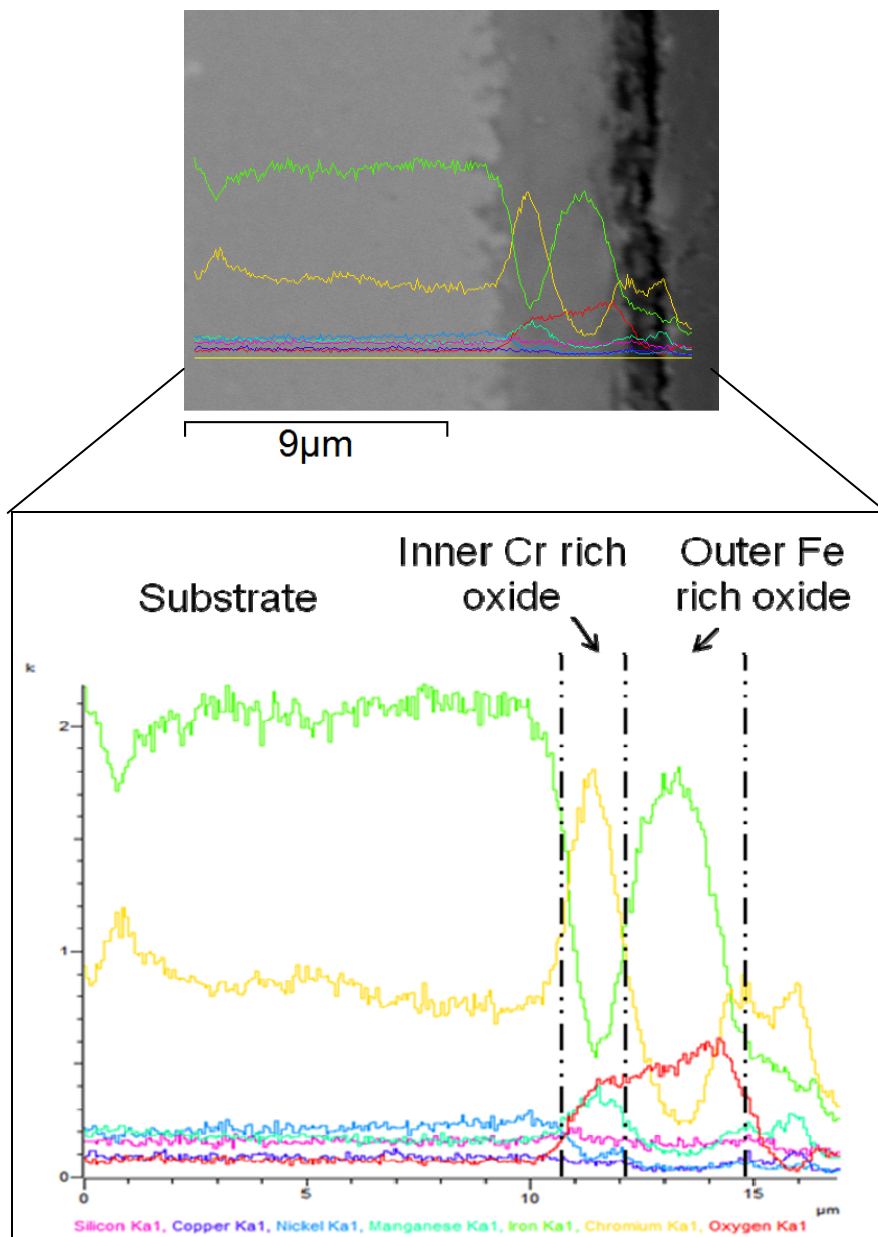 9µm
Inner Cr rich
oxide
Outer Fe
rich oxide
Substrate
k
2
1
0
0
5
10
15
µm
Silicon Ka1, Copper Ka1, Nickel Ka1, Manganese Ka1, Iron Ka1, Chromium Ka1, Oxygen Ka1